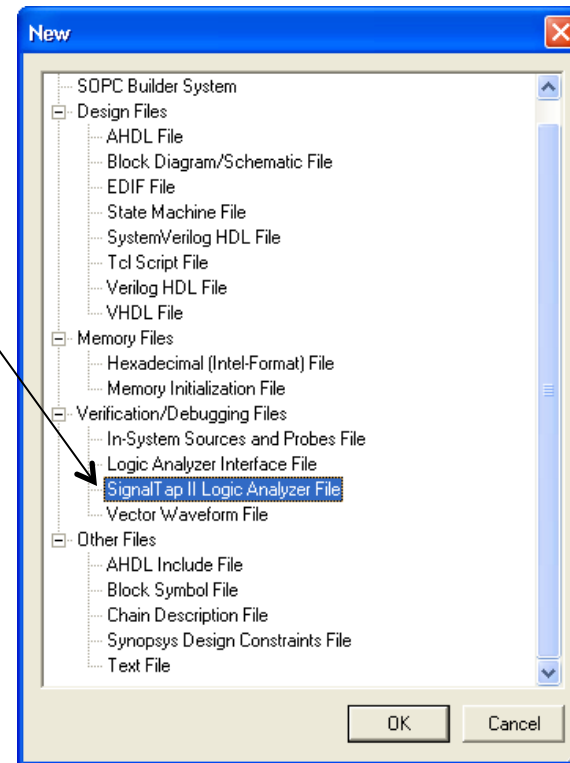 New
SOPC Builder System
Design Files
AHDL File
Block Diagram/Schematic File
EDIF File
State Machine File
SystemVerilog HDL File
Tcl Script File
Verilog HDL File
VHDL File
Memory Files
Hexadecimal (Intel-Format) File
Memory Initialization File
Verification/Debugging Files
In-System Sources and Probes File
Logic Analyzer Interface File
SignalTap II Logic Analyzer File
Vector Waveform File
Other Files
AHDL Include File
Block Symbol File
Chain Description File
Synopsys Design Constraints File
Text File
OK Cancel